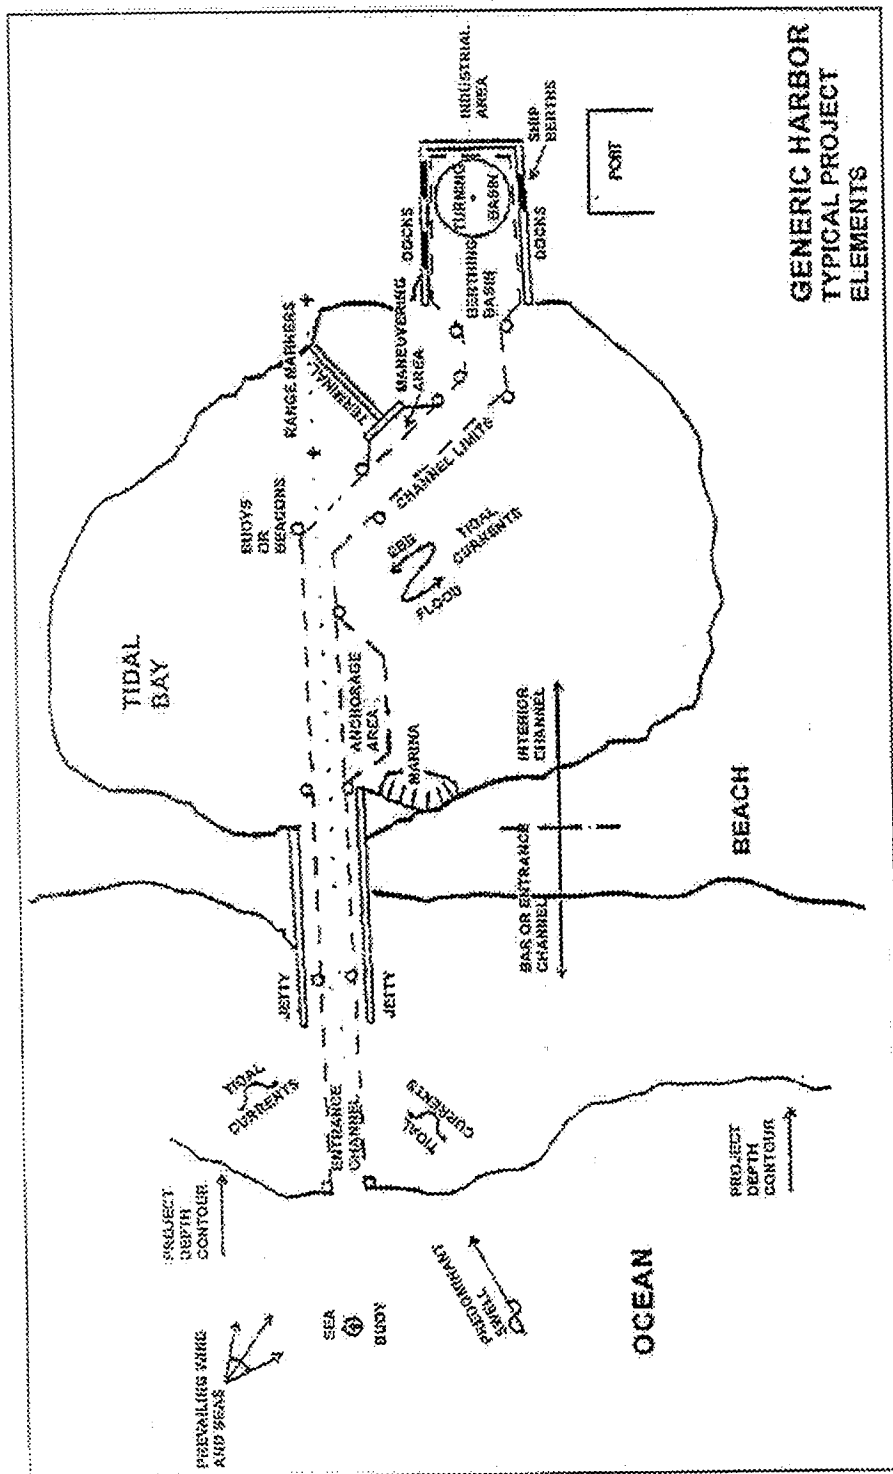 GENERIC HARBOR
TYPICAL PROJECT
ELEMENTS
PREVAILING WIND
AND SEAS
PROJECT
DEPTH
CONTOUR
SEA
BUOY
PREDOMINANT
SWELL
OCEAN
PROJECT
DEPTH
CONTOUR
TIDAL
CURRENTS
ENTRANCE
CHANNEL
TIDAL
CURRENTS
JETTY
JETTY
BAR OR ENTRANCE
CHANNEL
INTERIOR
CHANNEL
BEACH
TIDAL
BAY
ANCHORAGE
AREA
MARINA
BUOYS
OR
BEACONS
EBB
FLOOD
TIDAL
CURRENTS
CHANNEL LIMITS
RANGE MARKERS
TERMINAL
MANEUVERING
AREA
DOCKS
BERTHING
BASIN
TURNING
BASIN
DOCKS
INDUSTRIAL
AREA
SHIP
BERTHS
PORT